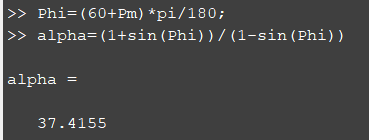 >> Phi=(60+Pm)*pi/180;
>> alpha=(1+sin(Phi))/(1-sin(Phi))
alpha =
37.4155